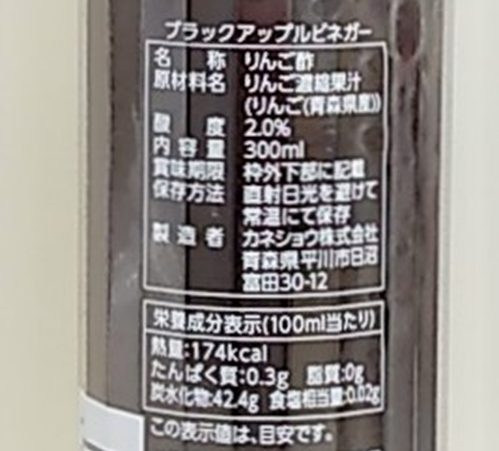 ブラックアップルビネガー
名称 りんご酢
原材料名 りんご濃縮果汁
(りんご(青森県産))
酸度 2.0%
内容量 300ml
賞味期限 枠外下部に記載
保存方法 直射日光を避けて
常温にて保存
製造者 カネショウ株式会社
青森県平川市日沼
富田30-12
栄養成分表示(100ml当たり)
熱量:174kcal
たんぱく質:0.3g 脂質:0g
炭水化物:42.4g 食塩相当量:0.02g
この表示値は、目安です。